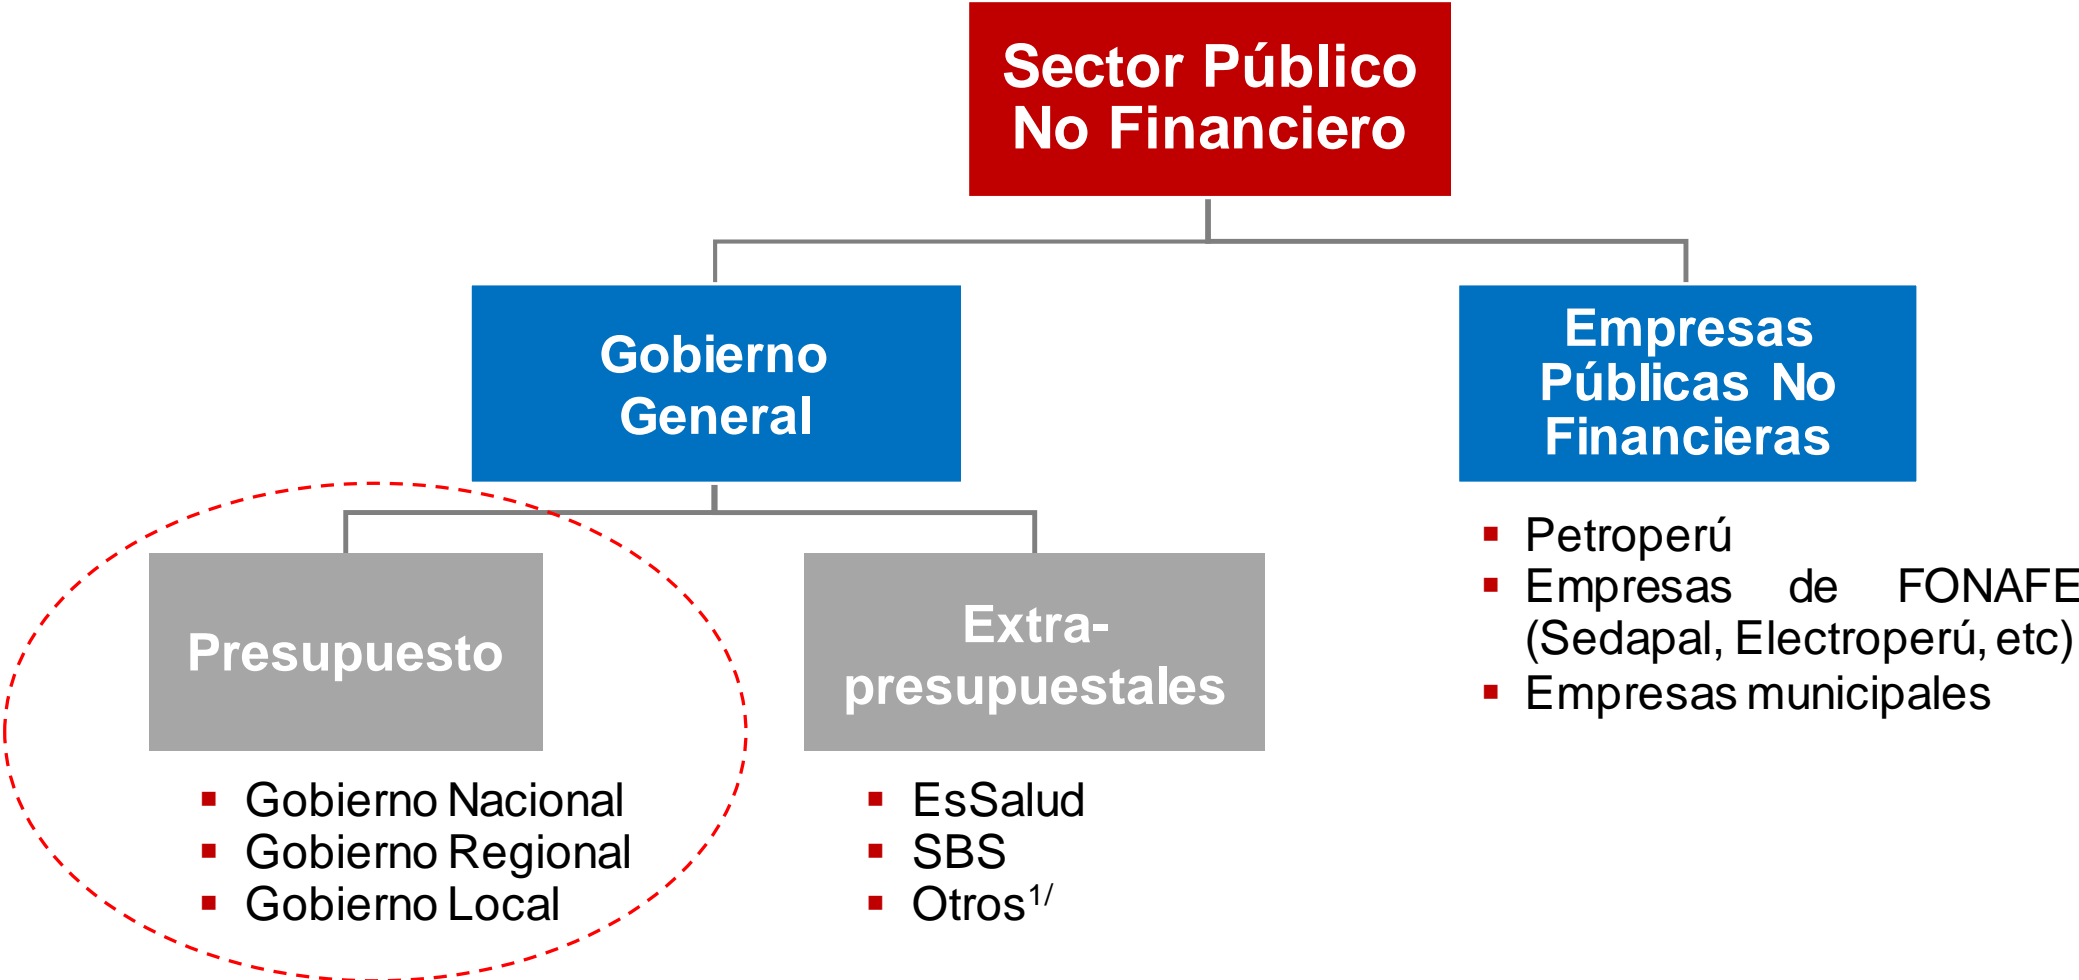 Sector Público
No Financiero
Gobierno
General
Empresas
Públicas No
Financieras
Presupuesto
Extra-
presupuestales
▪ Gobierno Nacional
▪ Gobierno Regional
▪ Gobierno Local
▪ EsSalud
▪ SBS
▪ Otros1/
▪ Petroperú
▪ Empresas de FONAFE
(Sedapal, Electroperú, etc)
▪ Empresas municipales